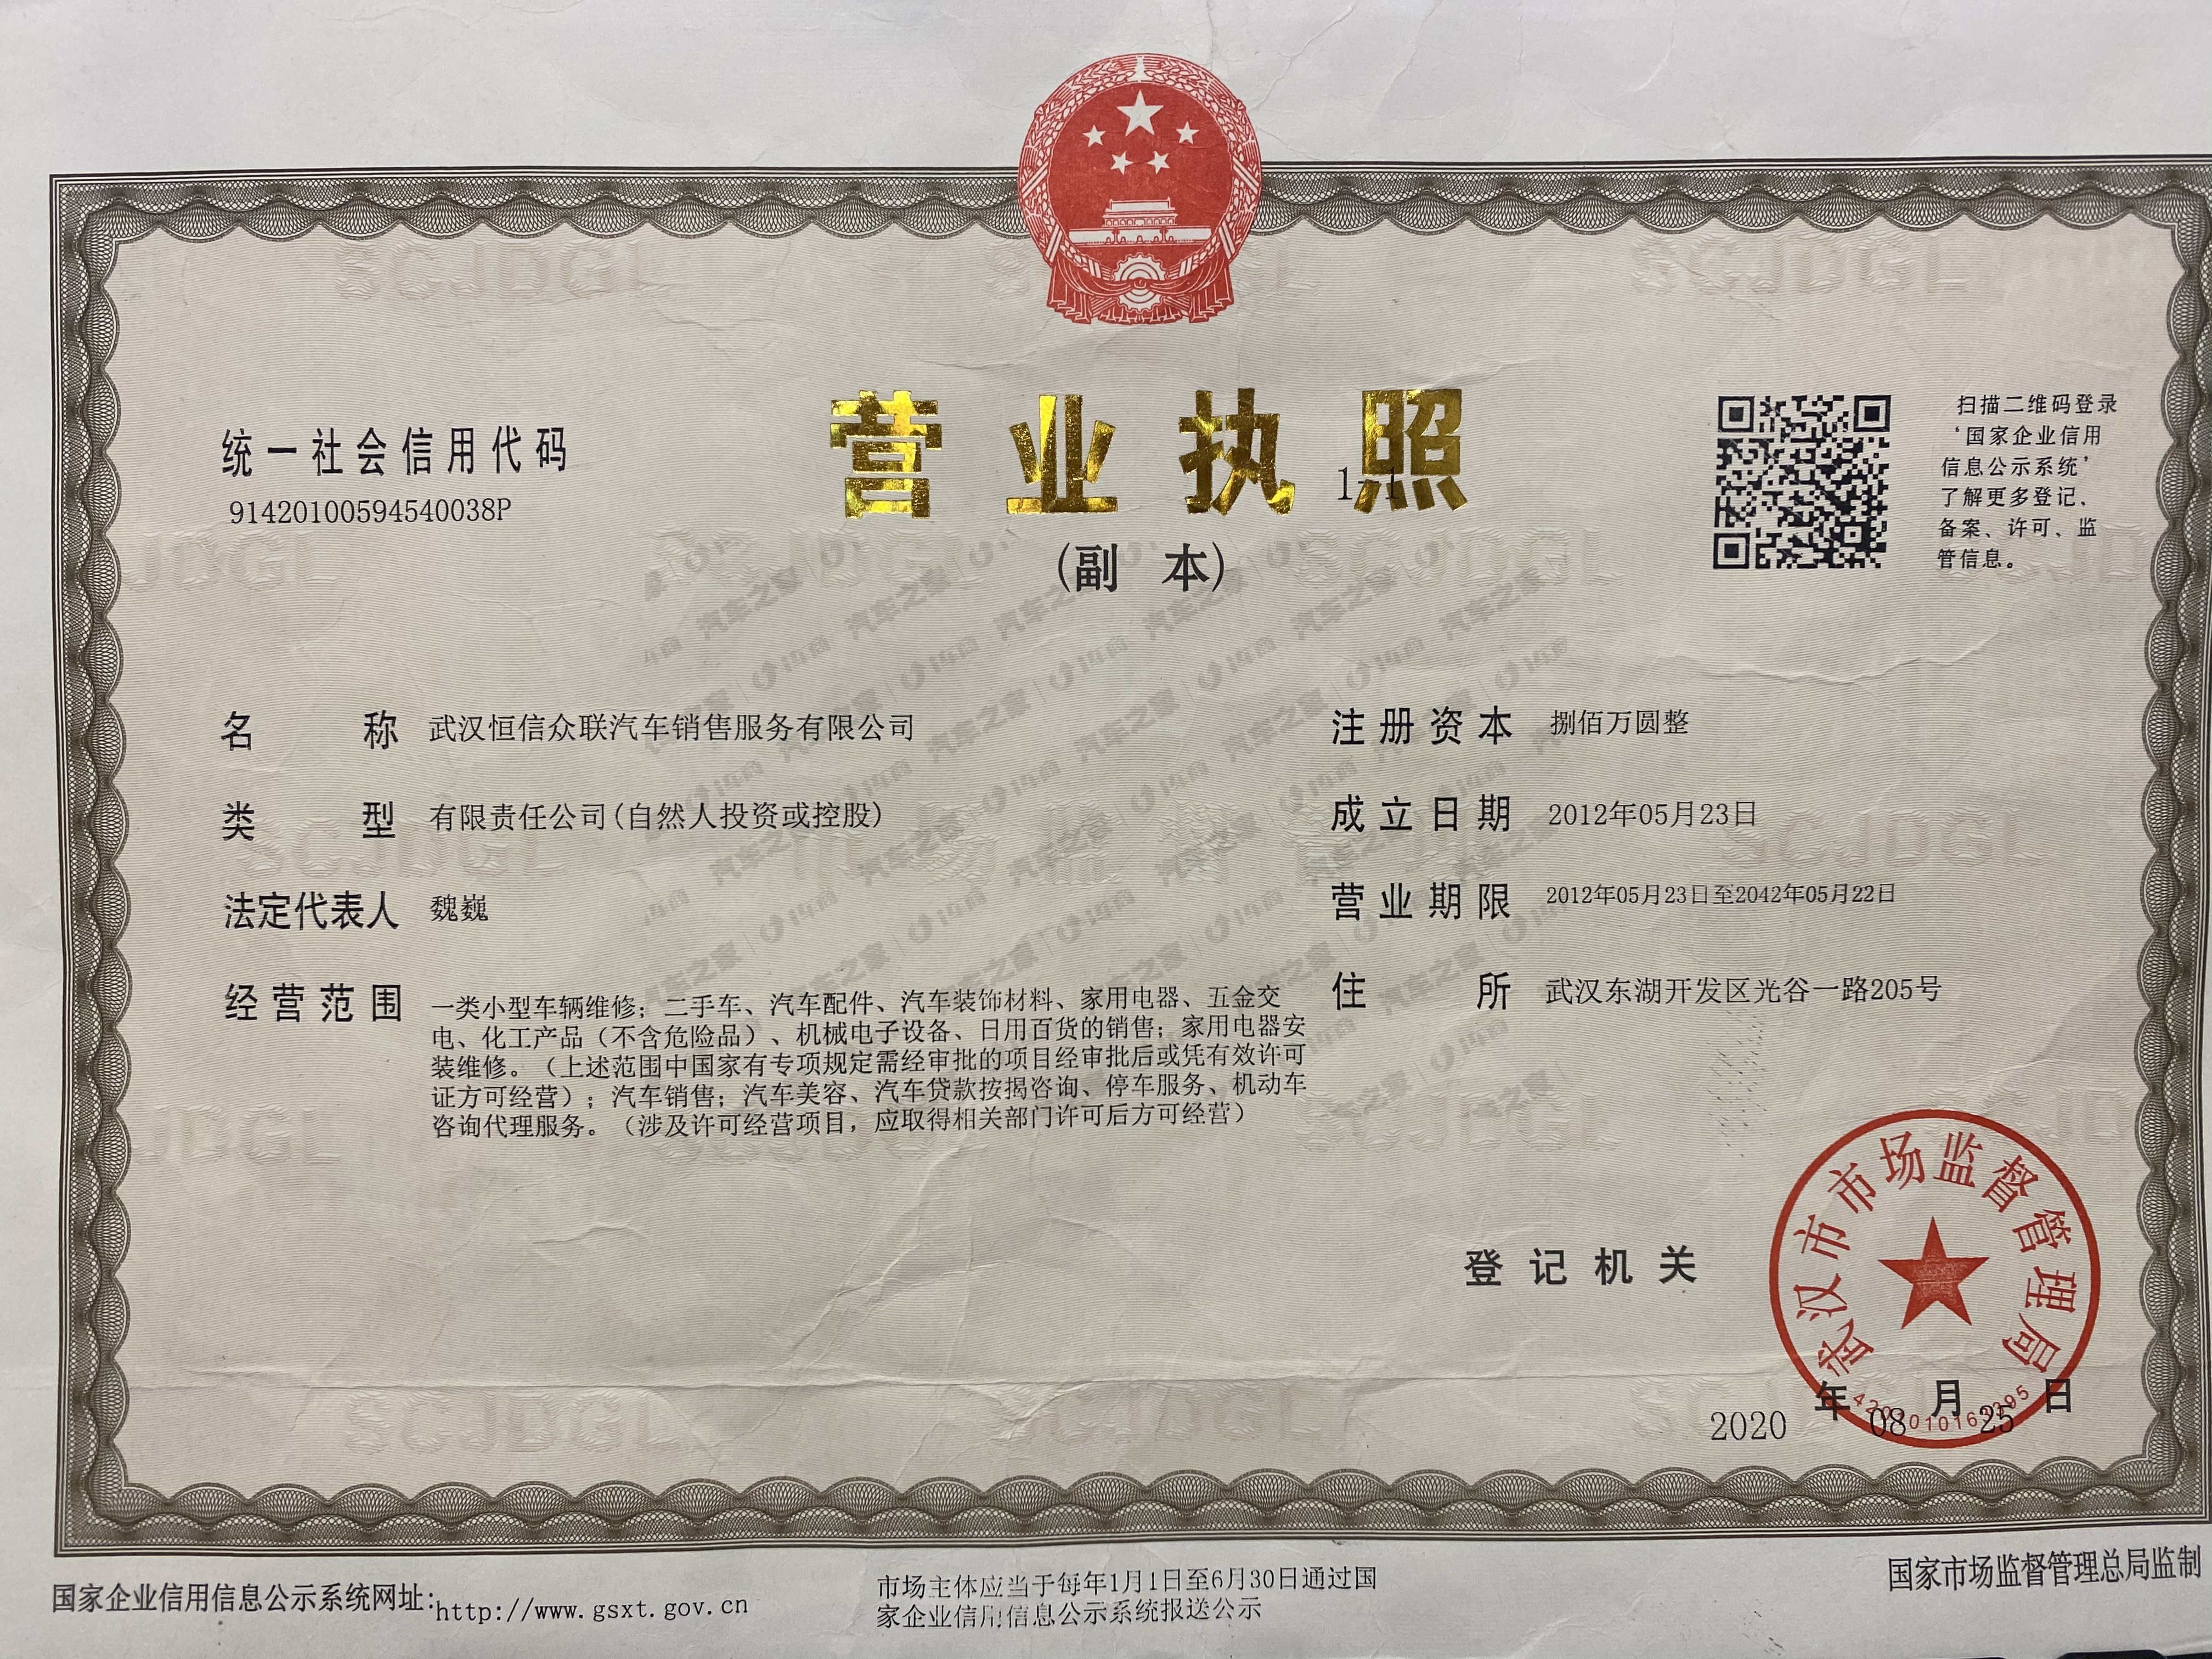 营业执照
1-1
(副 本)
统一社会信用代码
91420100594540038P
扫描二维码登录
‘国家企业信用
信息公示系统’
了解更多登记、
备案、许可、监
管信息。
名 称 武汉恒信众联汽车销售服务有限公司
类 型 有限责任公司(自然人投资或控股)
法定代表人 魏巍
经营范围 一类小型车辆维修；二手车、汽车配件、汽车装饰材料、家用电器、五金交
电、化工产品（不含危险品）、机械电子设备、日用百货的销售；家用电器安
装维修。（上述范围中国家有专项规定需经审批的项目经审批后或凭有效许可
证方可经营）；汽车销售；汽车美容、汽车贷款按揭咨询、停车服务、机动车
咨询代理服务。（涉及许可经营项目，应取得相关部门许可后方可经营）
注册资本 捌佰万圆整
成立日期 2012年05月23日
营业期限 2012年05月23日至2042年05月22日
住 所 武汉东湖开发区光谷一路205号
登记机关
武汉市市场监督管理局
2020 年 08 月 25 日
国家企业信用信息公示系统网址:http://www.gsxt.gov.cn
市场主体应当于每年1月1日至6月30日通过国
家企业信用信息公示系统报送公示
国家市场监督管理总局监制
SCJDGL
汽车之家